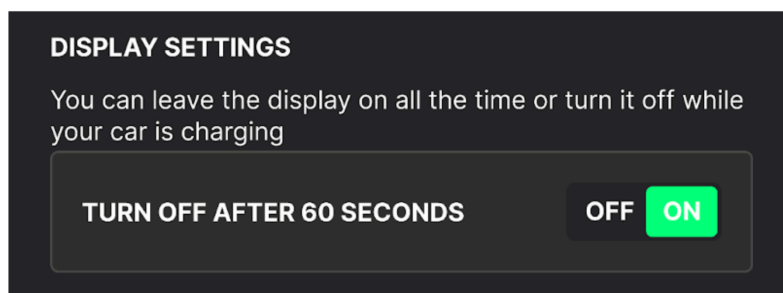 DISPLAY SETTINGS
You can leave the display on all the time or turn it off while
your car is charging
TURN OFF AFTER 60 SECONDS
OFF ON